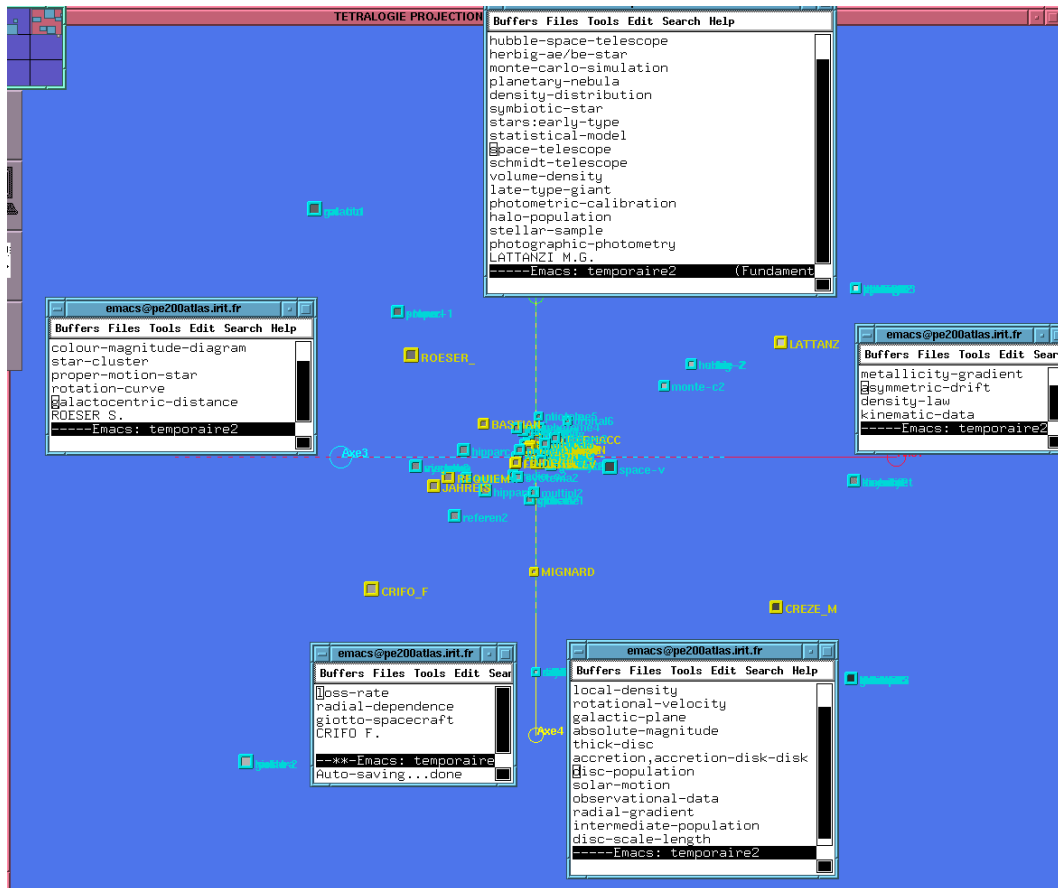 TETRALOGIE PROJECTION
Buffers Files Tools Edit Search Help
hubble-space-telescope
herbig-ae/be-star
monte-carlo-simulation
planetary-nebula
density-distribution
symbiotic-star
stars:early-type
statistical-model
space-telescope
schmidt-telescope
volume-density
late-type-giant
photometric-calibration
halo-population
stellar-sample
photographic-photometry
LATTANZI M.G.
-----Emacs: temporaire2 (Fundament
emacs@pe200atlas.irit.fr
Buffers Files Tools Edit Search Help
colour-magnitude-diagram
star-cluster
proper-motion-star
rotation-curve
galactocentric-distance
ROESER S.
-----Emacs: temporaire2
emacs@pe200atlas.irit.fr
Buffers Files Tools Edit Sear
metallicity-gradient
asymmetric-drift
density-law
kinematic-data
-----Emacs: temporaire2
ROESER_
LATTANZ
monte-c2
BASTIAN
Axe3
space-v
REQUIEM
JAHREIS
multipl2
referen2
MIGNARD
CRIFO_F
CREZE_M
Axe4
emacs@pe200atlas.irit.fr
Buffers Files Tools Edit Sear
loss-rate
radial-dependence
giotto-spacecraft
CRIFO F.
--**-Emacs: temporaire
Auto-saving...done
emacs@pe200atlas.irit.fr
Buffers Files Tools Edit Search Help
local-density
rotational-velocity
galactic-plane
absolute-magnitude
thick-disc
accretion,accretion-disk-disk
disc-population
solar-motion
observational-data
radial-gradient
intermediate-population
disc-scale-length
-----Emacs: temporaire2